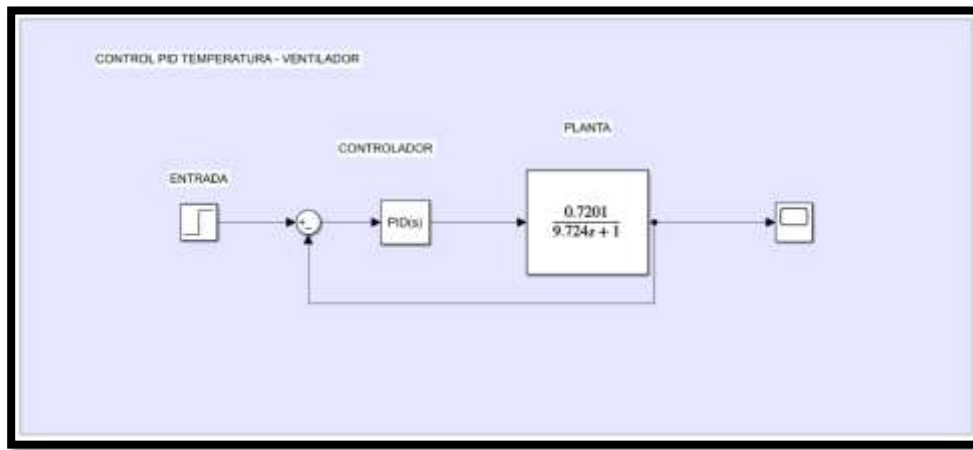 CONTROL PID TEMPERATURA - VENTILADOR
PLANTA
CONTROLADOR
ENTRADA
PID(s)
0.7201
9.724s + 1
+
-